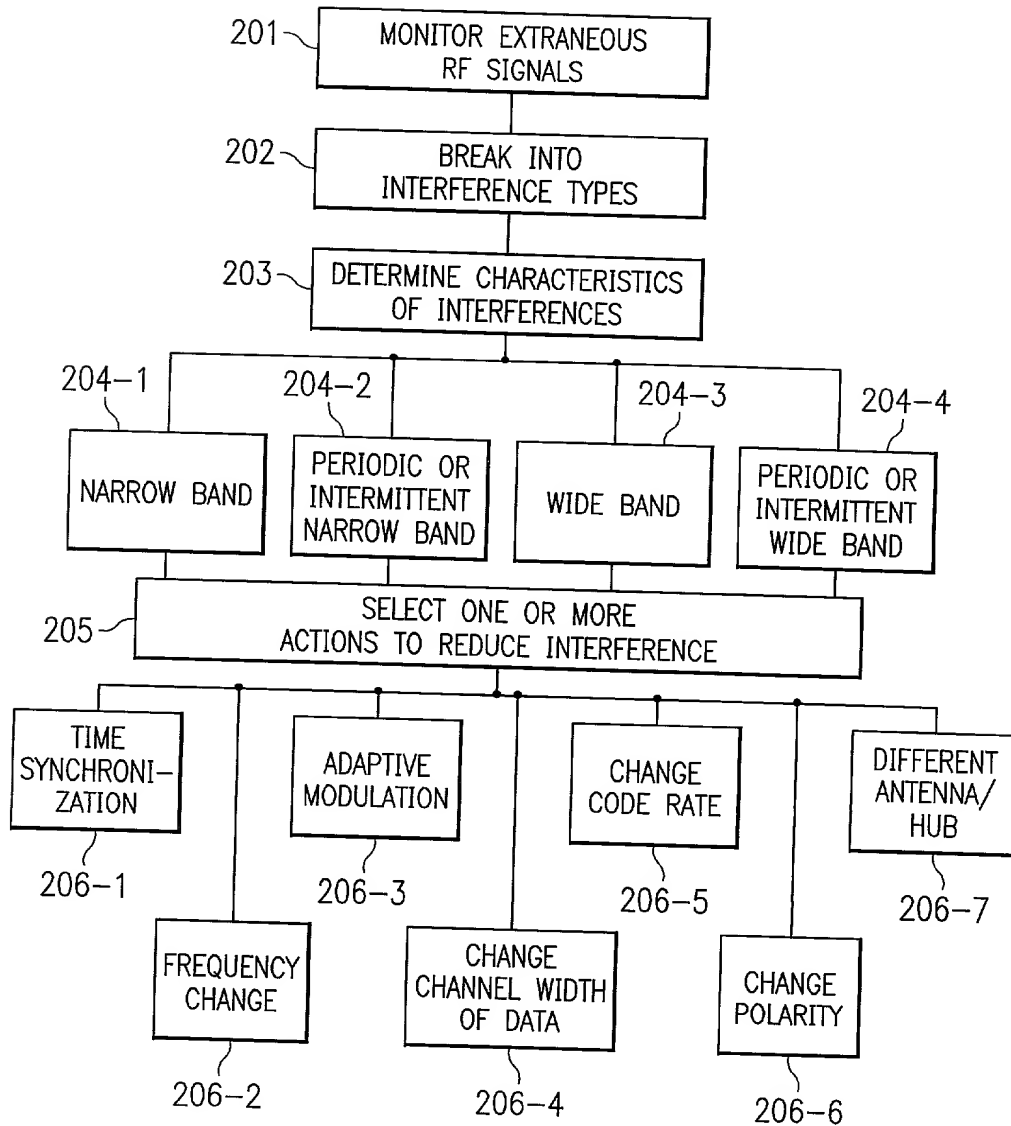 201
MONITOR EXTRANEOUS
RF SIGNALS
202
BREAK INTO
INTERFERENCE TYPES
203
DETERMINE CHARACTERISTICS
OF INTERFERENCES
204-1
204-2
204-3
204-4
NARROW BAND
PERIODIC OR
INTERMITTENT
NARROW BAND
WIDE BAND
PERIODIC OR
INTERMITTENT
WIDE BAND
205
SELECT ONE OR MORE
ACTIONS TO REDUCE INTERFERENCE
TIME
SYNCHRONI-
ZATION
ADAPTIVE
MODULATION
CHANGE
CODE RATE
DIFFERENT
ANTENNA/
HUB
206-1
206-3
206-5
206-7
FREQUENCY
CHANGE
CHANGE
CHANNEL WIDTH
OF DATA
CHANGE
POLARITY
206-2
206-4
206-6